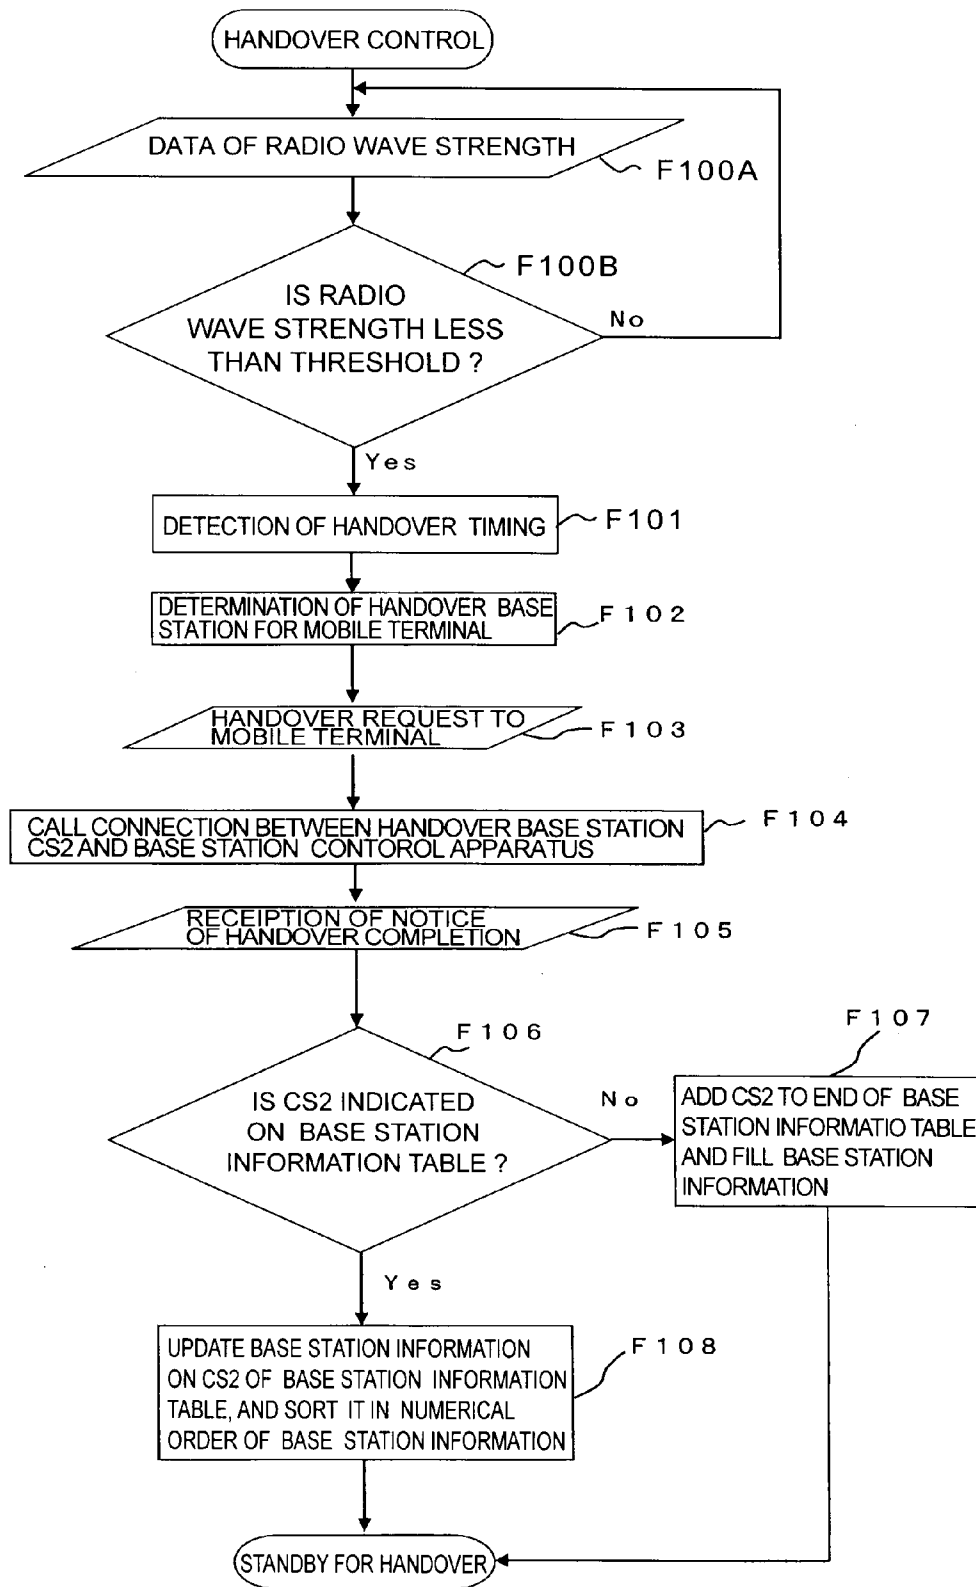 HANDOVER CONTROL
DATA OF RADIO WAVE STRENGTH
F100A
F100B
IS RADIO
WAVE STRENGTH LESS
THAN THRESHOLD ?
No
Yes
DETECTION OF HANDOVER TIMING
F101
DETERMINATION OF HANDOVER BASE
STATION FOR MOBILE TERMINAL
F102
HANDOVER REQUEST TO
MOBILE TERMINAL
F103
CALL CONNECTION BETWEEN HANDOVER BASE STATION
CS2 AND BASE STATION CONTOROL APPARATUS
F104
RECEIPTION OF NOTICE
OF HANDOVER COMPLETION
F105
F106
IS CS2 INDICATED
ON BASE STATION
INFORMATION TABLE ?
No
F107
ADD CS2 TO END OF BASE
STATION INFORMATIO TABLE
AND FILL BASE STATION
INFORMATION
Yes
UPDATE BASE STATION INFORMATION
ON CS2 OF BASE STATION INFORMATION
TABLE, AND SORT IT IN NUMERICAL
ORDER OF BASE STATION INFORMATION
F108
STANDBY FOR HANDOVER